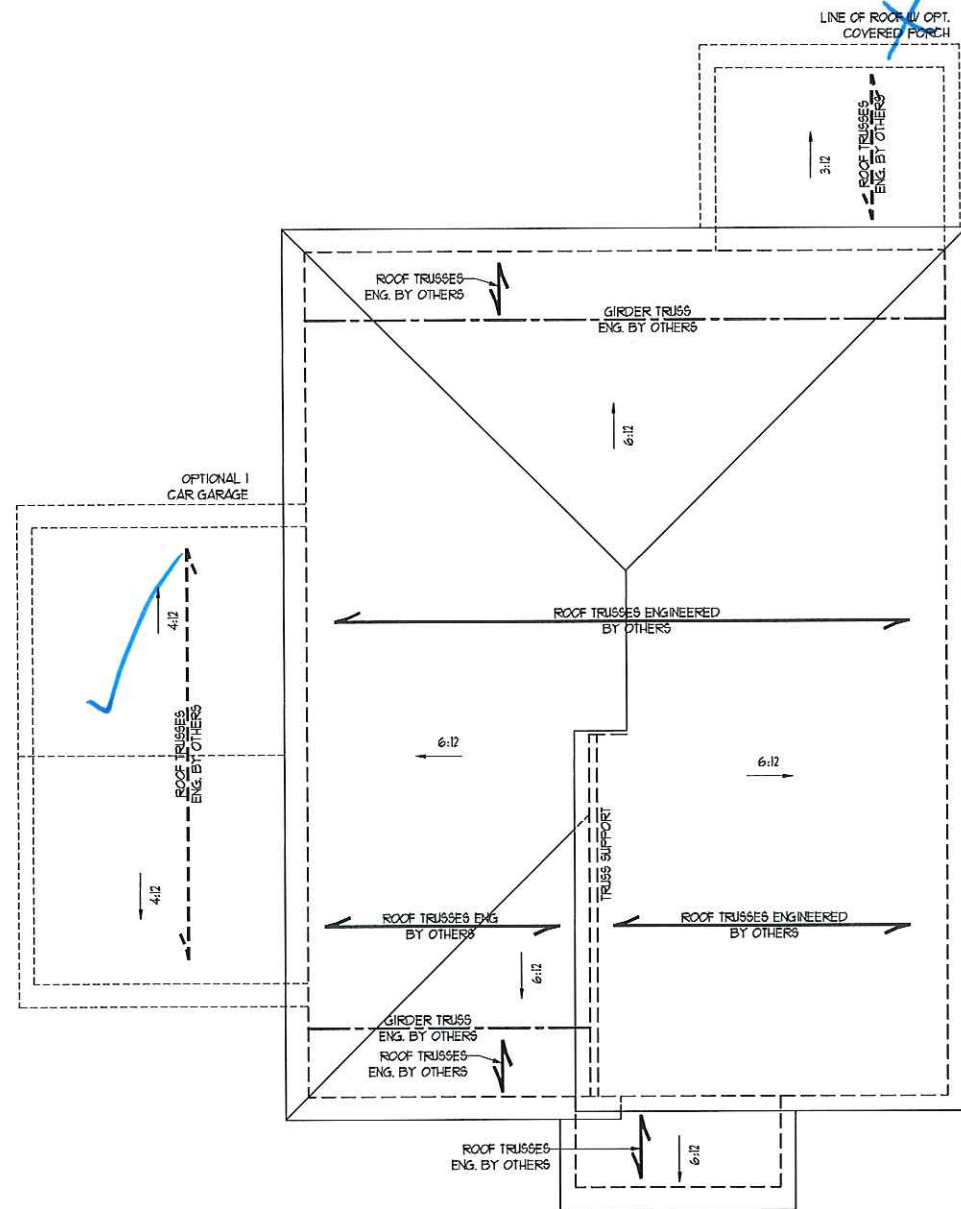 LINE OF ROOF W/ OPT.
COVERED PORCH
3:12
ROOF TRUSSES
ENG. BY OTHERS
ROOF TRUSSES
ENG. BY OTHERS
GIRDER TRUSS
ENG. BY OTHERS
6:12
OPTIONAL 1
CAR GARAGE
4:12
ROOF TRUSSES
ENG. BY OTHERS
4:12
ROOF TRUSSES ENGINEERED
BY OTHERS
6:12
6:12
TRUSS SUPPORT
ROOF TRUSSES ENG
BY OTHERS
ROOF TRUSSES ENGINEERED
BY OTHERS
6:12
GIRDER TRUSS
ENG. BY OTHERS
ROOF TRUSSES
ENG. BY OTHERS
ROOF TRUSSES
ENG. BY OTHERS
6:12